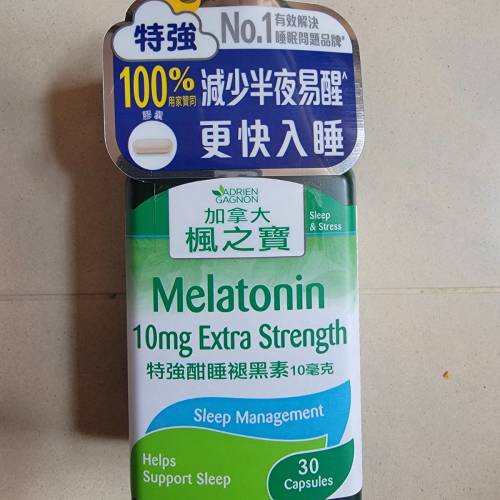 特強
No.1
有效解決
睡眠問題品牌#
100%
用家贊同
減少半夜易醒^
膠囊
更快入睡
ADRIEN
GAGNON
加拿大
楓之寶
Sleep
& Stress
Melatonin
10mg Extra Strength
特強酣睡褪黑素10毫克
Sleep Management
Helps
Support Sleep
30
Capsules